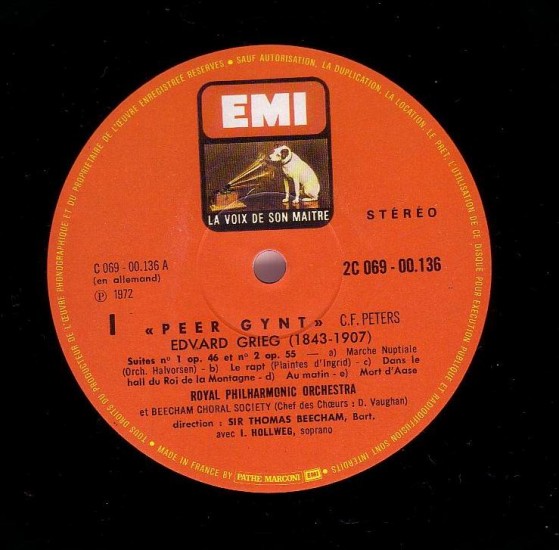 TOUS DROITS DU PRODUCTEUR DE L'ŒUVRE PHONOGRAPHIQUE ET DU PROPRIETAIRE DE L'ŒUVRE ENREGISTREE RESERVES • SAUF AUTORISATION, LA DUPLICATION, LA LOCATION, LE PRET, L'UTILISATION DE CE DISQUE POUR EXECUTION PUBLIQUE ET RADIODIFFUSION SONT INTERDITS •
EMI
LA VOIX DE SON MAITRE
STÉRÉO
C 069 - 00.136 A
(en allemand)
℗ 1972
2C 069 - 00.136
I « PEER GYNT » C.F. PETERS
EDVARD GRIEG (1843-1907)
Suites n° 1 op. 46 et n° 2 op. 55 — a) Marche Nuptiale
(Orch. Halvorsen) - b) Le rapt (Plaintes d'Ingrid) - c) Dans le
hall du Roi de la Montagne - d) Au matin - e) Mort d'Aase
ROYAL PHILHARMONIC ORCHESTRA
et BEECHAM CHORAL SOCIETY (Chef des Chœurs : D. Vaughan)
direction : SIR THOMAS BEECHAM, Bart.
avec I. HOLLWEG, soprano
• MADE IN FRANCE BY PATHE MARCONI EMI